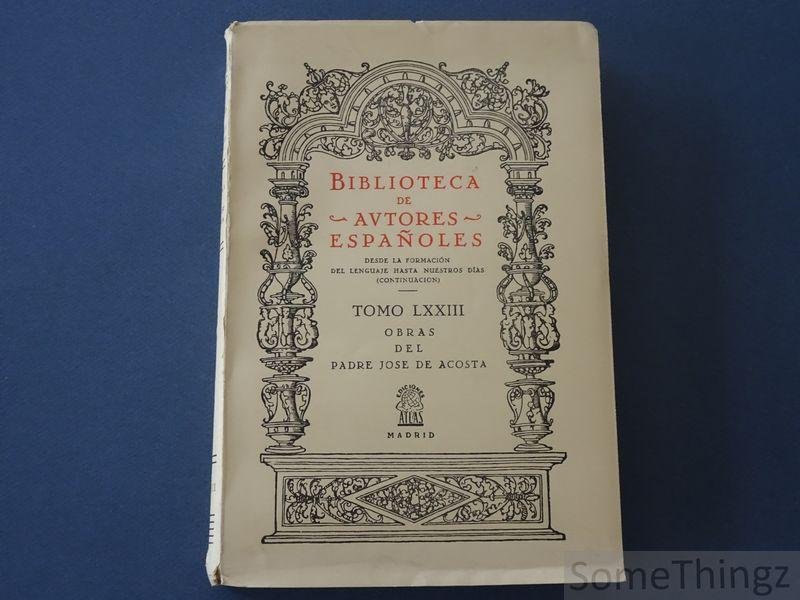 BIBLIOTECA
DE
~ AVTORES ~
ESPAÑOLES
DESDE LA FORMACIÓN
DEL LENGUAJE HASTA NUESTROS DÍAS
(CONTINUACION)
TOMO LXXIII
OBRAS
DEL
PADRE JOSE DE ACOSTA
EDICIONES
ATLAS
MADRID
SomeThingz